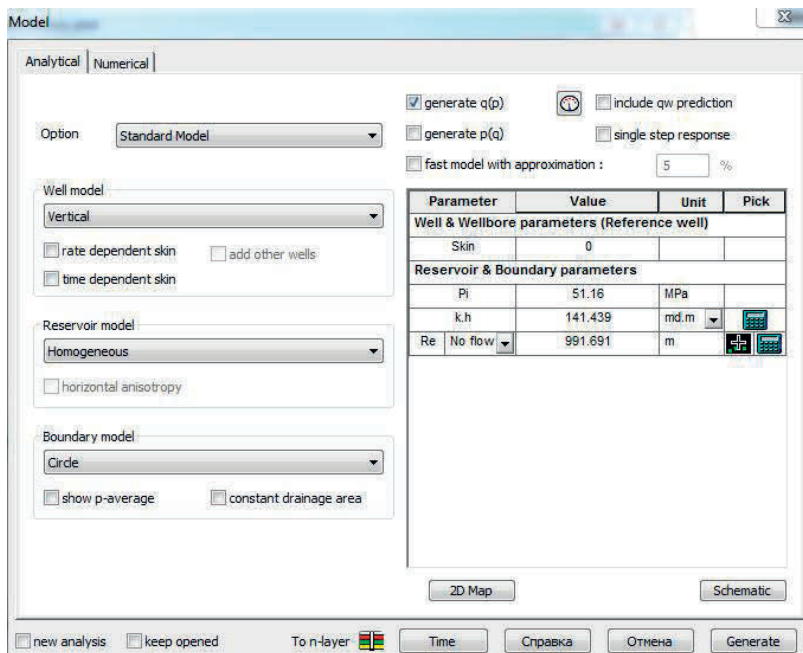 Model
Analytical
Numerical
Option
Standard Model
Well model
Vertical
rate dependent skin
add other wells
time dependent skin
Reservoir model
Homogeneous
horizontal anisotropy
Boundary model
Circle
show p-average
constant drainage area
generate q(p)
include qw prediction
generate p(q)
single step response
fast model with approximation :
5 %
Parameter Value Unit Pick
Well & Wellbore parameters (Reference well)
Skin 0
Reservoir & Boundary parameters
Pi 51.16 MPa
k.h 141.439 md.m
Re No flow 991.691 m
2D Map
Schematic
new analysis
keep opened
To n-layer
Time
Справка
Отмена
Generate